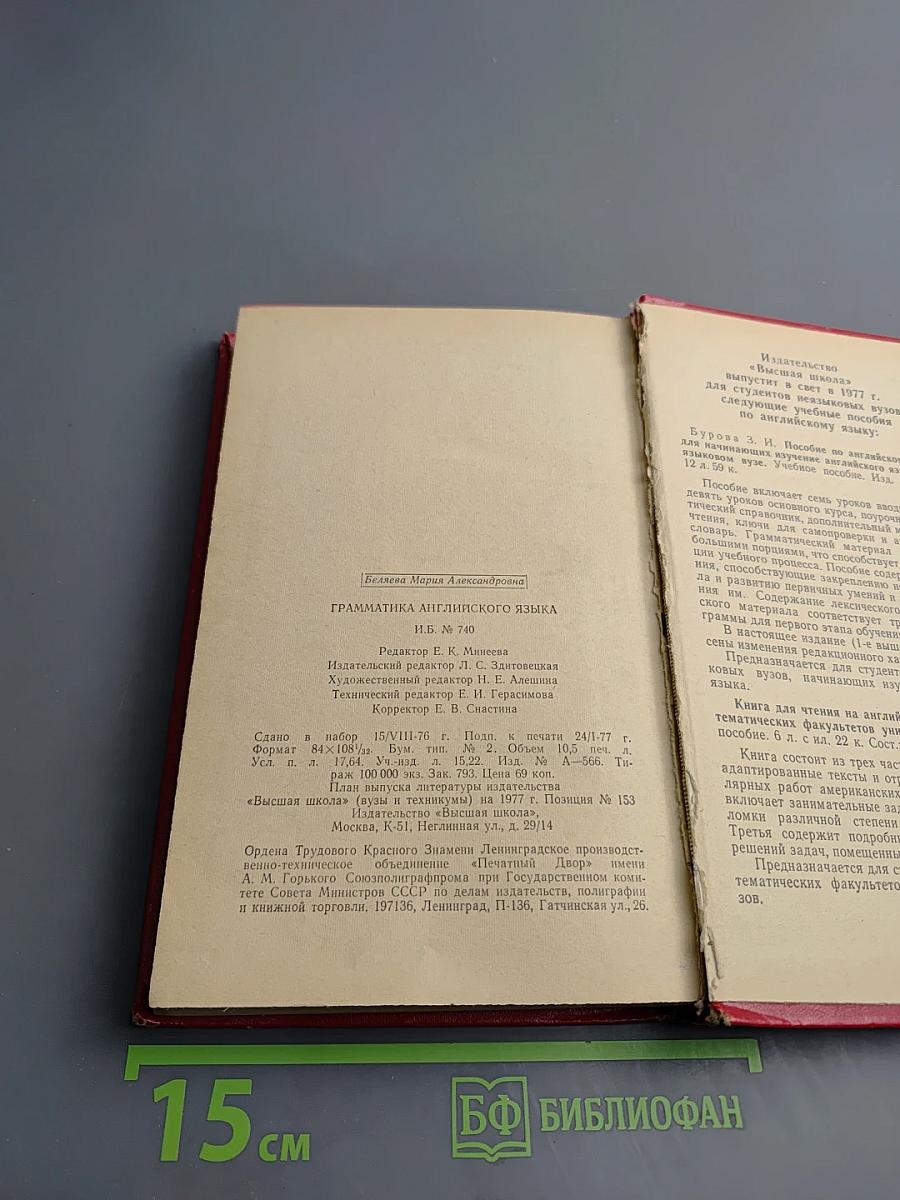 Беляева Мария Александровна
ГРАММАТИКА АНГЛИЙСКОГО ЯЗЫКА
И.Б. № 740
Редактор Е. К. Минеева
Издательский редактор Л. С. Здитовецкая
Художественный редактор Н. Е. Алешина
Технический редактор Е. И. Герасимова
Корректор Е. В. Снастина
Сдано в набор 15/VIII-76 г. Подп. к печати 24/I-77 г.
Формат 84×108¹/₃₂. Бум. тип. № 2. Объем 10,5 печ. л.
Усл. п. л. 17,64. Уч.-изд. л. 15,22. Изд. № А—566. Ти-
раж 100 000 экз. Зак. 793. Цена 69 коп.
План выпуска литературы издательства
«Высшая школа» (вузы и техникумы) на 1977 г. Позиция № 153
Издательство «Высшая школа»,
Москва, К-51, Неглинная ул., д. 29/14
Ордена Трудового Красного Знамени Ленинградское производст-
венно-техническое объединение «Печатный Двор» имени
А. М. Горького Союзполиграфпрома при Государственном коми-
тете Совета Министров СССР по делам издательств, полиграфии
и книжной торговли. 197136, Ленинград, П-136, Гатчинская ул., 26.
Издательство
«Высшая школа»
выпустит в свет в 1977 г.
для студентов неязыковых вузов
следующие учебные пособия
по английскому языку:
Бурова З. И. Пособие по английском
для начинающих изучение английского яз
языковом вузе. Учебное пособие. Изд.
12 л. 59 к.
Пособие включает семь уроков ввод
девять уроков основного курса, поурочн
тический справочник, дополнительный м
чтения, ключи для самопроверки и а
словарь. Грамматический материал
большими порциями, что способствует
ции учебного процесса. Пособие содер
ния, способствующие закреплению н
ла и развитию первичных умений и
ния им. Содержание лексического
ского материала соответствует тр
граммы для первого этапа обучени
В настоящее издание (1-е выш
сены изменения редакционного ха
Предназначается для студент
ковых вузов, начинающих изу
языка.
Книга для чтения на англий
тематических факультетов уни
пособие. 6 л. с ил. 22 к. Сост.
Книга состоит из трех част
адаптированные тексты и отр
лярных работ американских
включает занимательные зад
ломки различной степени
Третья содержит подробн
решений задач, помещенны
Предназначается для ст
тематических факультето
зов.
15 см
БФ БИБЛИОФАН